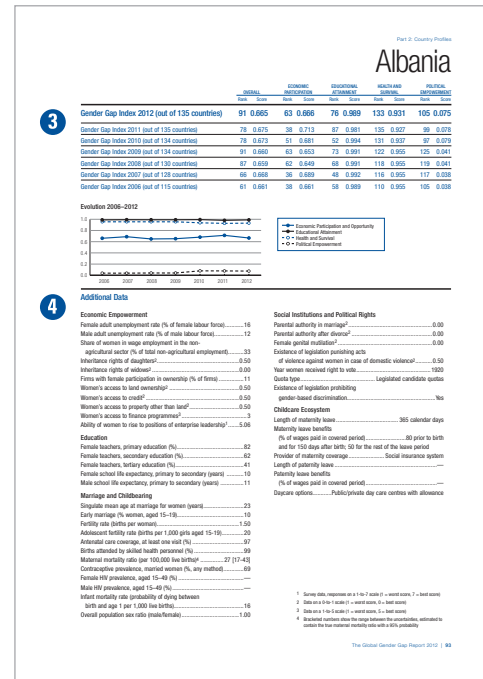 Part 2: Country Profiles
Albania
OVERALL ECONOMIC PARTICIPATION EDUCATIONAL ATTAINMENT HEALTH AND SURVIVAL POLITICAL EMPOWERMENT
Rank Score Rank Score Rank Score Rank Score Rank Score
3
Gender Gap Index 2012 (out of 135 countries) 91 0.665 63 0.666 76 0.989 133 0.931 105 0.075
Gender Gap Index 2011 (out of 135 countries) 78 0.675 38 0.713 87 0.981 135 0.927 99 0.078
Gender Gap Index 2010 (out of 134 countries) 78 0.673 51 0.681 52 0.994 131 0.937 97 0.079
Gender Gap Index 2009 (out of 134 countries) 91 0.660 63 0.653 73 0.991 122 0.955 125 0.041
Gender Gap Index 2008 (out of 130 countries) 87 0.659 62 0.649 68 0.991 118 0.955 119 0.041
Gender Gap Index 2007 (out of 128 countries) 66 0.668 36 0.689 48 0.992 116 0.955 117 0.038
Gender Gap Index 2006 (out of 115 countries) 61 0.661 38 0.661 58 0.989 110 0.955 105 0.038
Evolution 2006–2012
1.0
0.8
0.6
0.4
0.2
0.0
2006 2007 2008 2009 2010 2011 2012
Economic Participation and Opportunity
Educational Attainment
Health and Survival
Political Empowerment
4
Additional Data
Economic Empowerment
Female adult unemployment rate (% of female labour force)............16
Male adult unemployment rate (% of male labour force)...................12
Share of women in wage employment in the non-
agricultural sector (% of total non-agricultural employment)..........33
Inheritance rights of daughters²......0.50
Inheritance rights of widows²......0.00
Firms with female participation in ownership (% of firms)......11
Women's access to land ownership²......0.50
Women's access to credit²......0.50
Women's access to property other than land²......0.50
Women's access to finance programmes³......3
Ability of women to rise to positions of enterprise leadership¹......5.06
Education
Female teachers, primary education (%)......82
Female teachers, secondary education (%)......62
Female teachers, tertiary education (%)......41
Female school life expectancy, primary to secondary (years)......10
Male school life expectancy, primary to secondary (years)......11
Marriage and Childbearing
Singulate mean age at marriage for women (years)......23
Early marriage (% women, aged 15–19)......10
Fertility rate (births per woman)......1.50
Adolescent fertility rate (births per 1,000 girls aged 15-19)......20
Antenatal care coverage, at least one visit (%)......97
Births attended by skilled health personnel (%)......99
Maternal mortality ratio (per 100,000 live births)⁴......27 [17-43]
Contraceptive prevalence, married women (%, any method)......69
Female HIV prevalence, aged 15–49 (%)......—
Male HIV prevalence, aged 15–49 (%)......—
Infant mortality rate (probability of dying between
birth and age 1 per 1,000 live births)......16
Overall population sex ratio (male/female)......1.00
Social Institutions and Political Rights
Parental authority in marriage²......0.00
Parental authority after divorce²......0.00
Female genital mutilation²......0.00
Existence of legislation punishing acts
of violence against women in case of domestic violence²......0.50
Year women received right to vote......1920
Quota type......Legislated candidate quotas
Existence of legislation prohibiting
gender-based discrimination......Yes
Childcare Ecosystem
Length of maternity leave......365 calendar days
Maternity leave benefits
(% of wages paid in covered period)......80 prior to birth
and for 150 days after birth; 50 for the rest of the leave period
Provider of maternity coverage......Social insurance system
Length of paternity leave......—
Paternity leave benefits
(% of wages paid in covered period)......—
Daycare options......Public/private day care centres with allowance
1 Survey data, responses on a 1-to-7 scale (1 = worst score, 7 = best score)
2 Data on a 0-to-1 scale (1 = worst score, 0 = best score)
3 Data on a 1-to-5 scale (1 = worst score, 5 = best score)
4 Bracketed numbers show the range between the uncertainties, estimated to
contain the true maternal mortality ratio with a 95% probability
The Global Gender Gap Report 2012 | 93